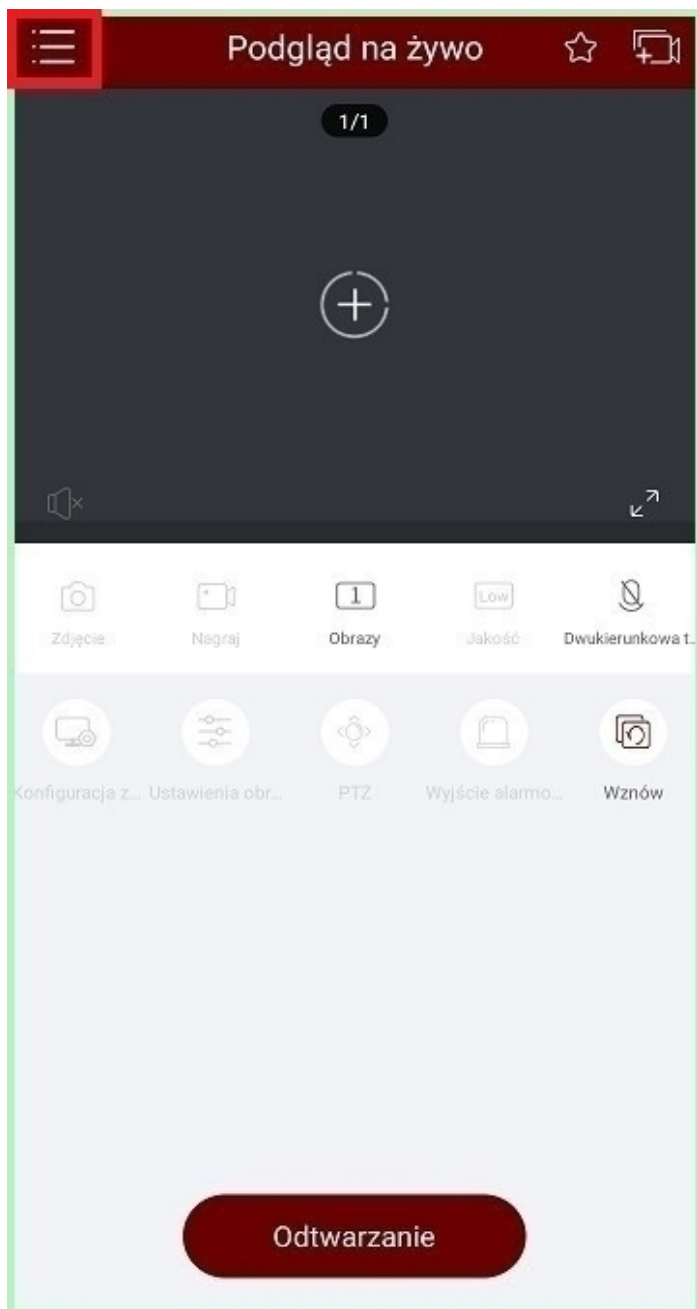 Podgląd na żywo
1/1
1
Low
Zdjęcie
Nagraj
Obrazy
Jakość
Dwukierunkowa t...
Konfiguracja z...
Ustawienia obr...
PTZ
Wyjście alarmo...
Wznów
Odtwarzanie